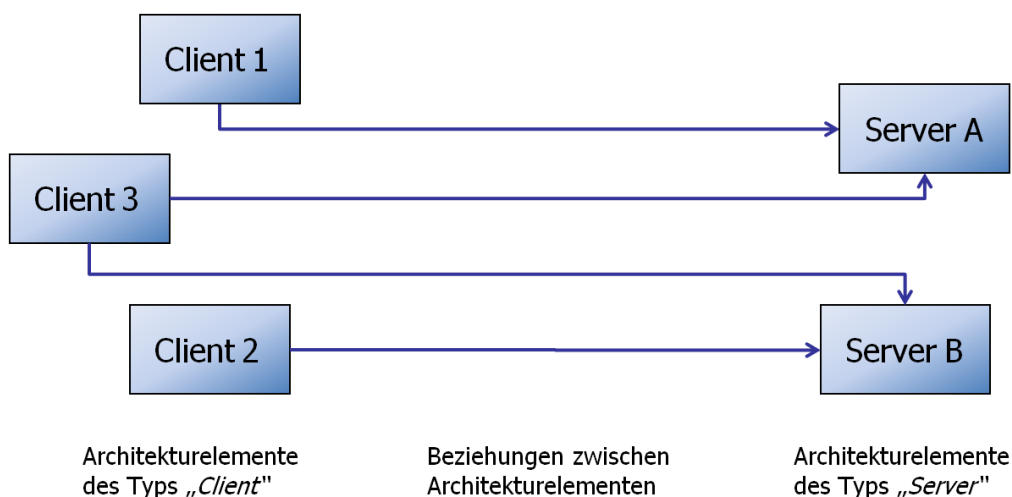 Client 1
Server A
Client 3
Client 2
Server B
Architekturelemente
des Typs „Client"
Beziehungen zwischen
Architekturelementen
Architekturelemente
des Typs „Server"